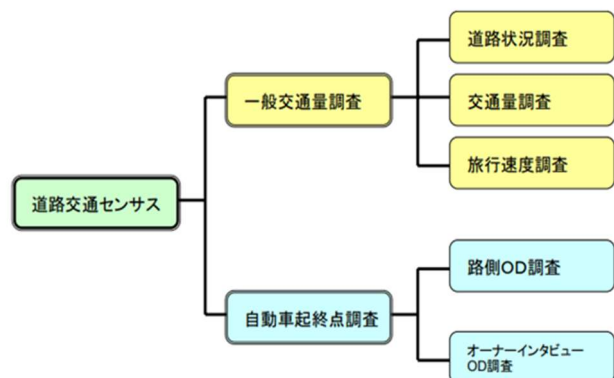 道路状況調査
一般交通量調査
交通量調査
旅行速度調査
道路交通センサス
路側OD調査
自動車起終点調査
オーナーインタビュー
OD調査